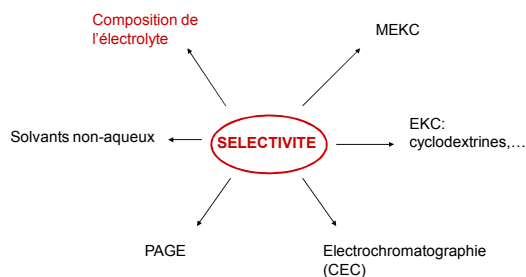 Composition de
l'électrolyte
MEKC
Solvants non-aqueux
SELECTIVITE
EKC:
cyclodextrines,…
PAGE
Electrochromatographie
(CEC)